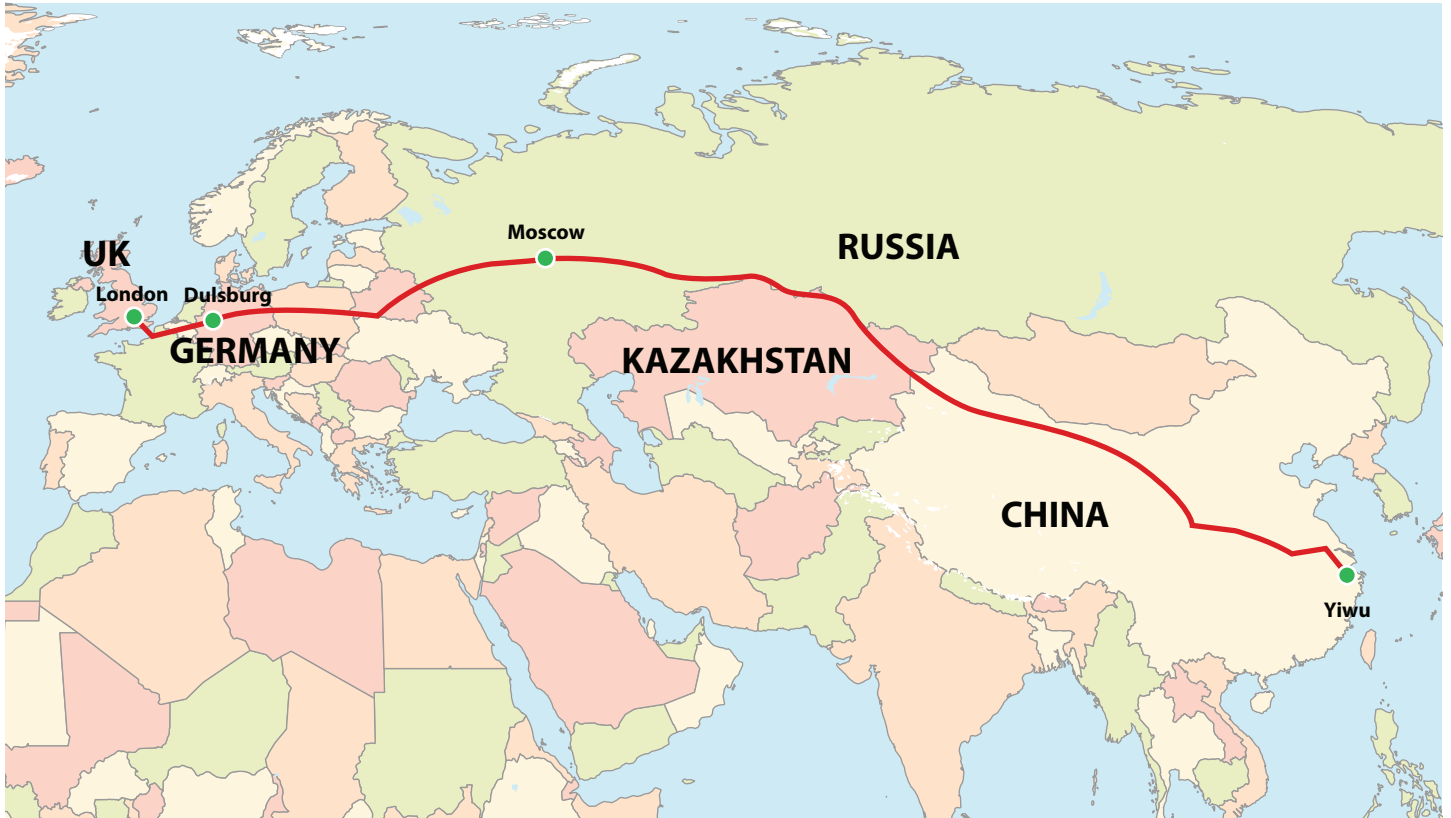 Moscow
RUSSIA
UK
London
Dulsburg
GERMANY
KAZAKHSTAN
CHINA
Yiwu